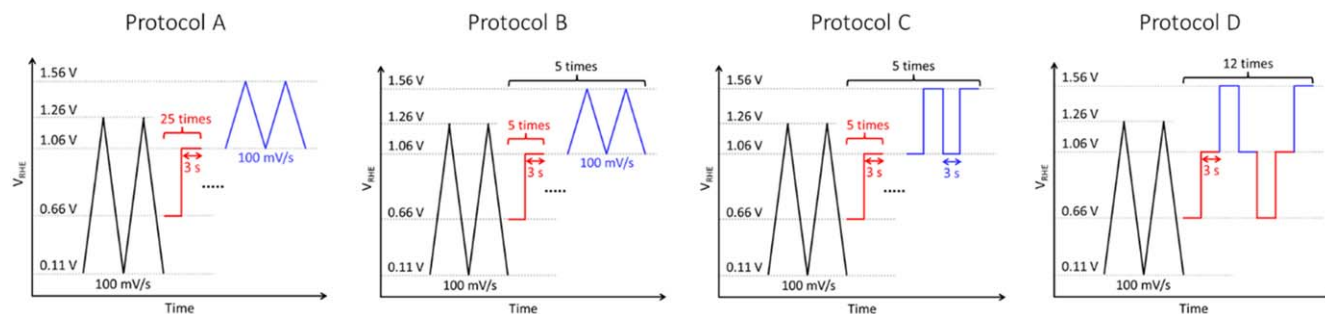 Protocol A
1.56 V
1.26 V
25 times
1.06 V
3 s
100 mV/s
.....
V_RHE
0.66 V
0.11 V
100 mV/s
Time
Protocol B
5 times
1.56 V
1.26 V
5 times
1.06 V
3 s
100 mV/s
.....
V_RHE
0.66 V
0.11 V
100 mV/s
Time
Protocol C
5 times
1.56 V
1.26 V
5 times
1.06 V
3 s
3 s
.....
V_RHE
0.66 V
0.11 V
100 mV/s
Time
Protocol D
12 times
1.56 V
1.26 V
1.06 V
3 s
V_RHE
0.66 V
0.11 V
100 mV/s
Time